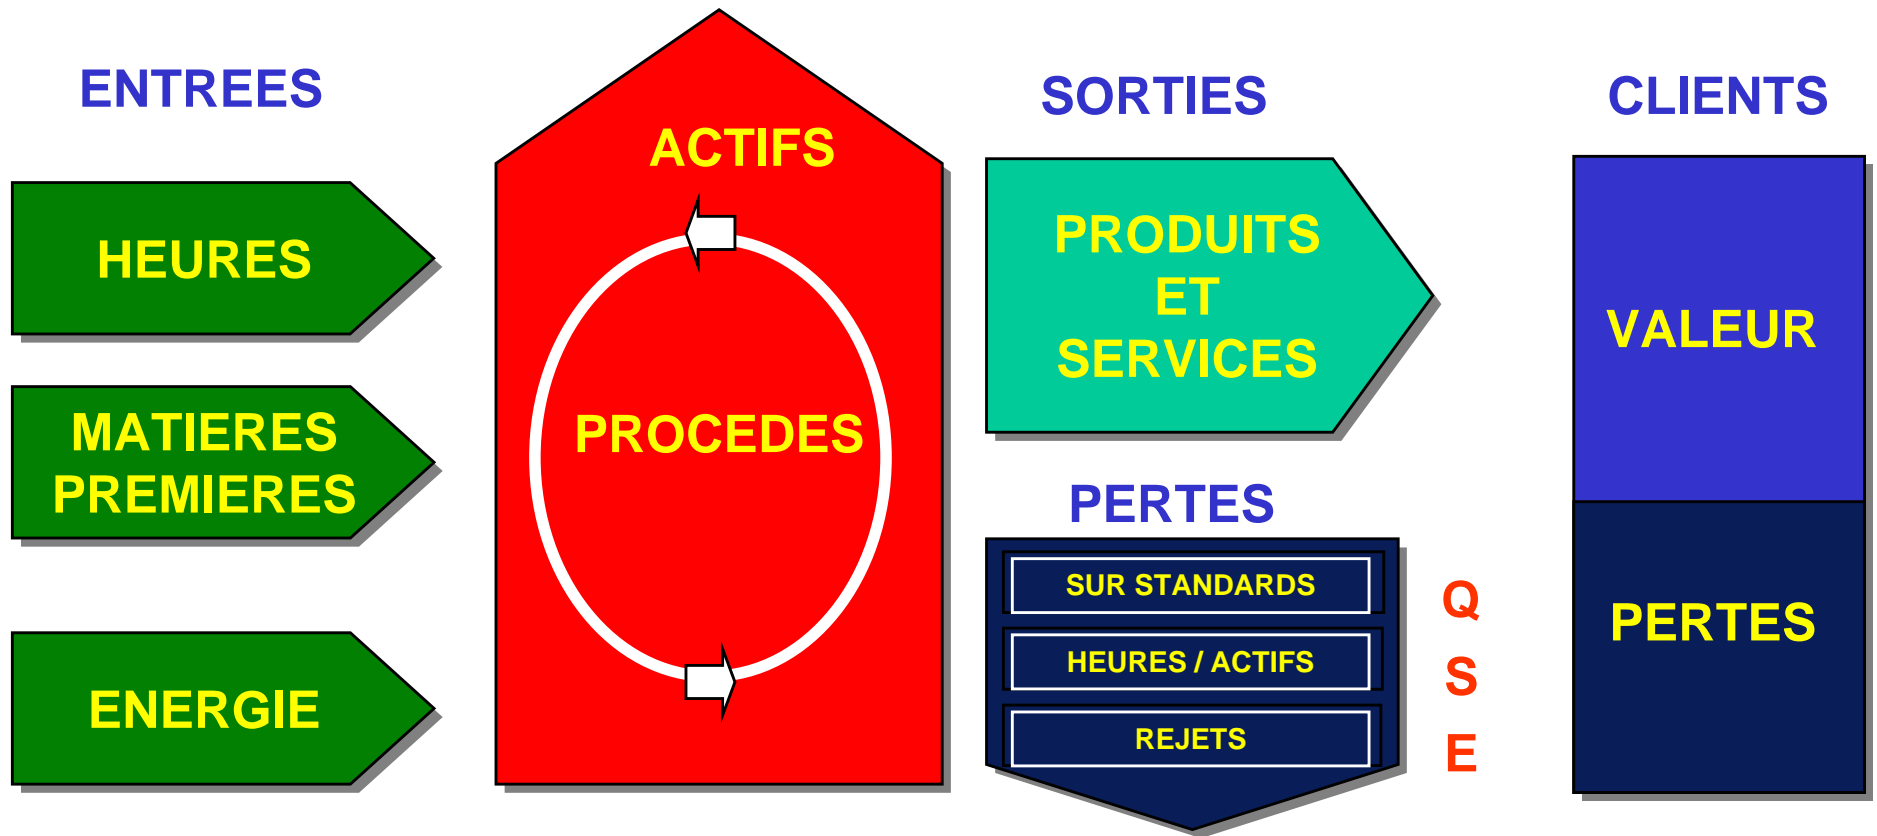 ENTREES
HEURES
MATIERES
PREMIERES
ENERGIE
ACTIFS
PROCEDES
SORTIES
PRODUITS
ET
SERVICES
PERTES
SUR STANDARDS
HEURES / ACTIFS
REJETS
Q
S
E
CLIENTS
VALEUR
PERTES